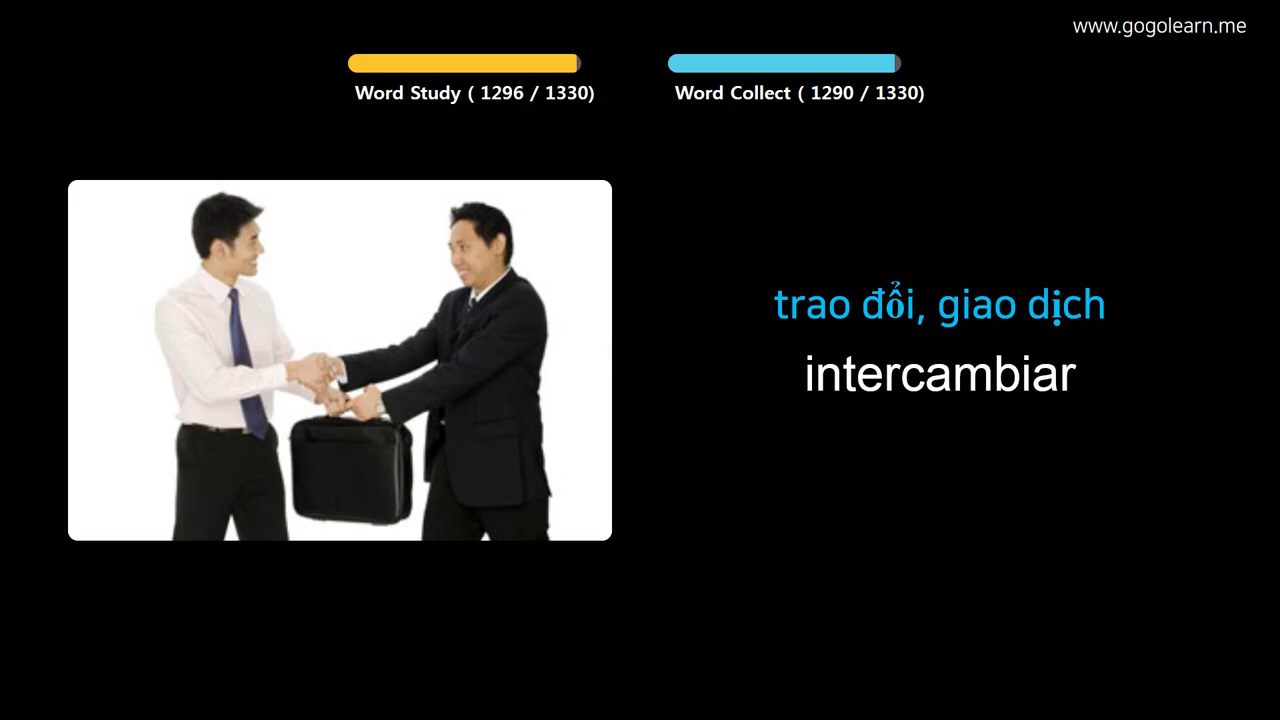 www.gogolearn.me
Word Study ( 1296 / 1330)
Word Collect ( 1290 / 1330)
trao đổi, giao dịch
intercambiar